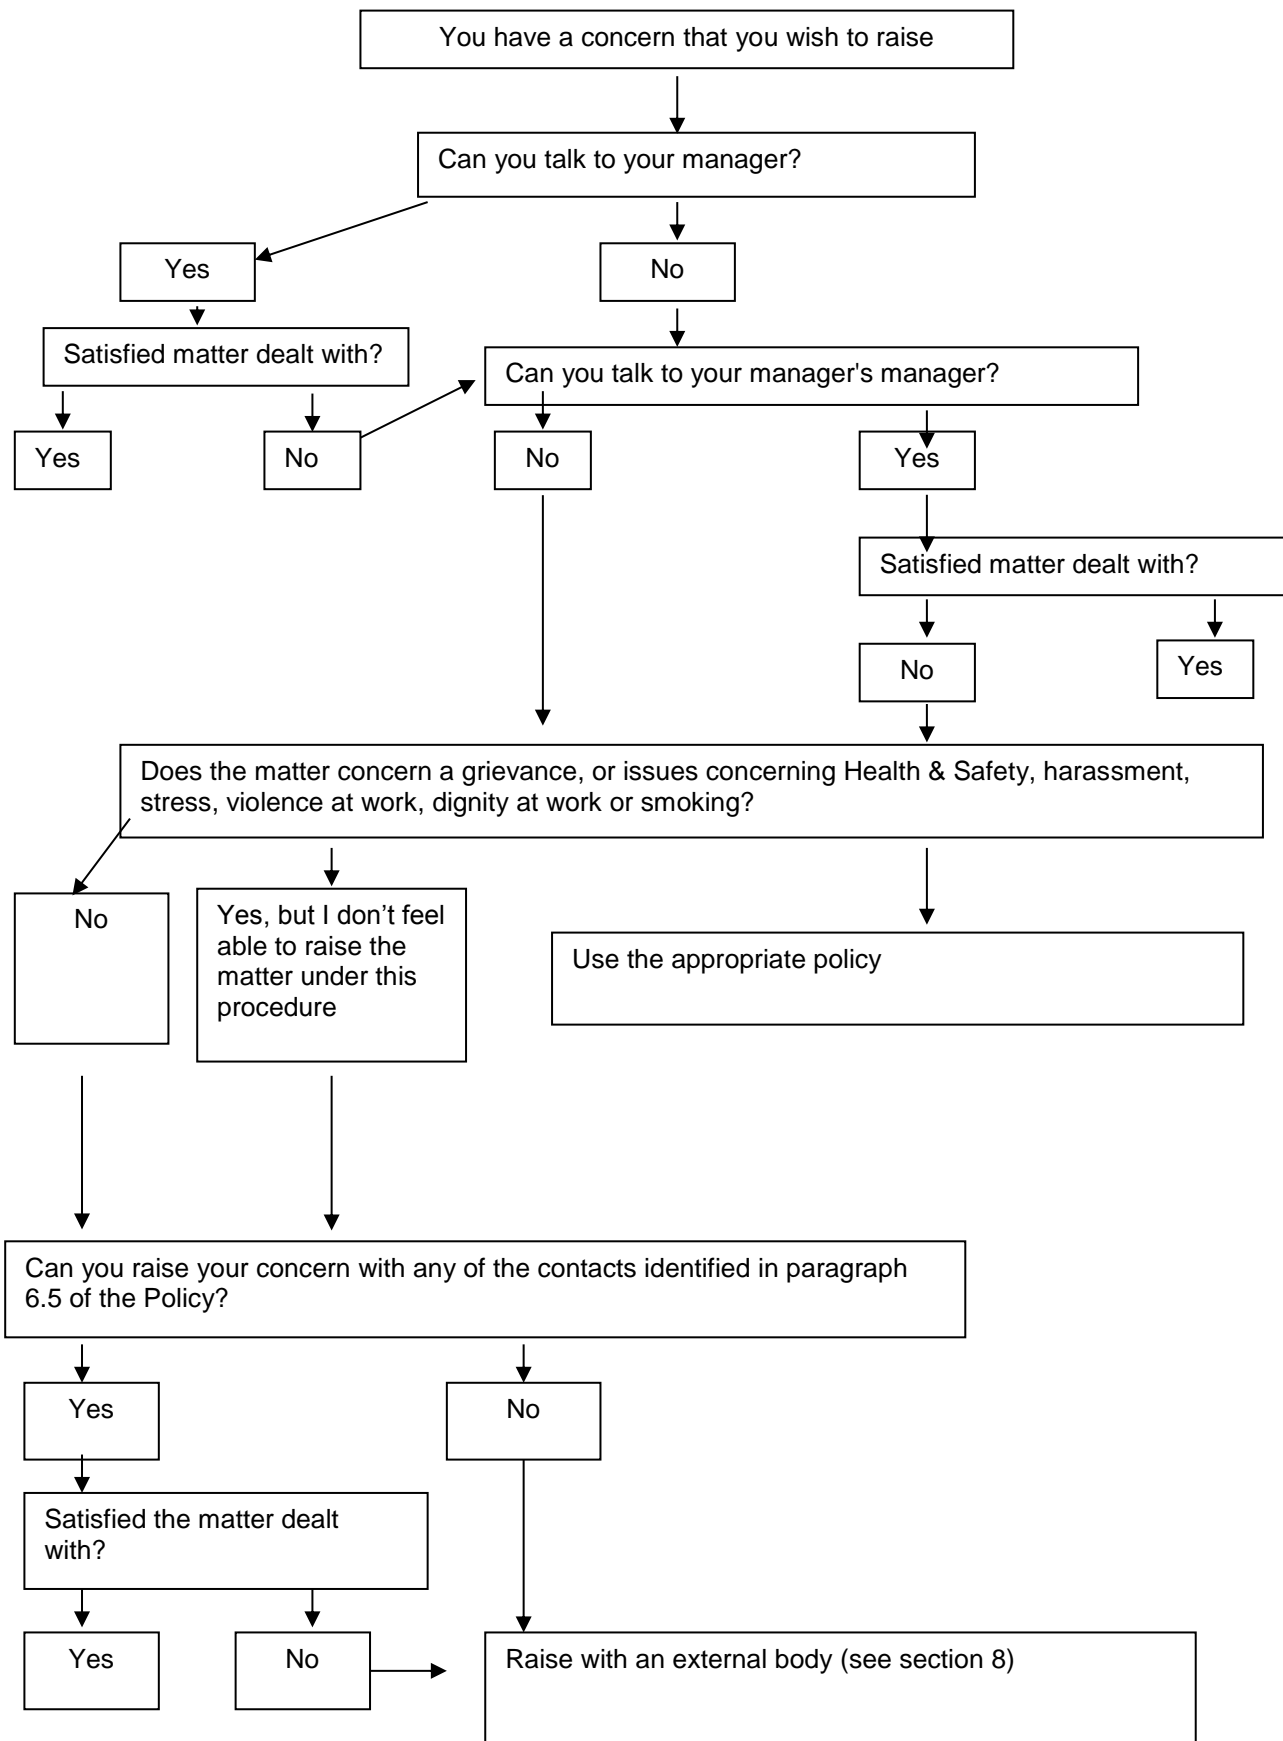 You have a concern that you wish to raise
Can you talk to your manager?
Yes
No
Satisfied matter dealt with?
Can you talk to your manager's manager?
Yes
No
No
Yes
Satisfied matter dealt with?
No
Yes
Does the matter concern a grievance, or issues concerning Health & Safety, harassment,
stress, violence at work, dignity at work or smoking?
No
Yes, but I don’t feel
able to raise the
matter under this
procedure
Use the appropriate policy
Can you raise your concern with any of the contacts identified in paragraph
6.5 of the Policy?
Yes
No
Satisfied the matter dealt
with?
Yes
No
Raise with an external body (see section 8)